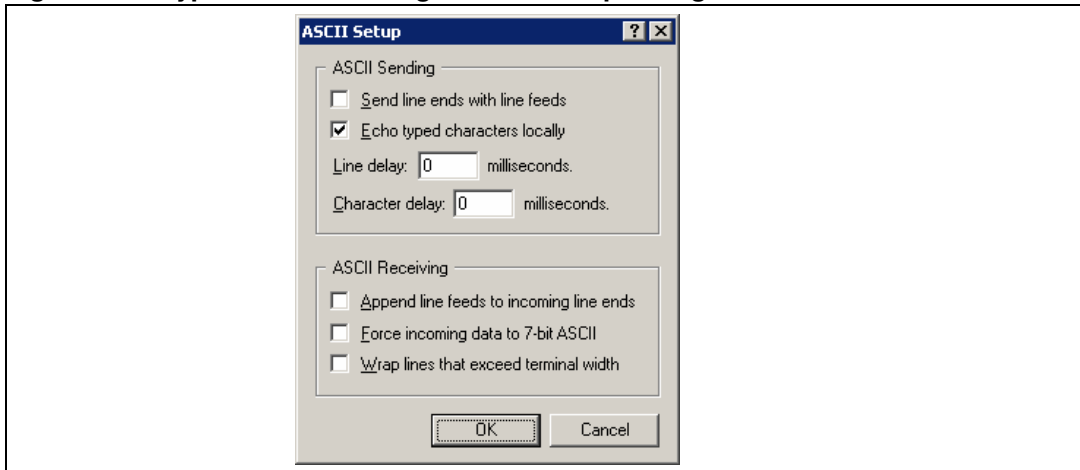 ASCII Setup
ASCII Sending
Send line ends with line feeds
Echo typed characters locally
Line delay: 0 milliseconds.
Character delay: 0 milliseconds.
ASCII Receiving
Append line feeds to incoming line ends
Force incoming data to 7-bit ASCII
Wrap lines that exceed terminal width
OK Cancel